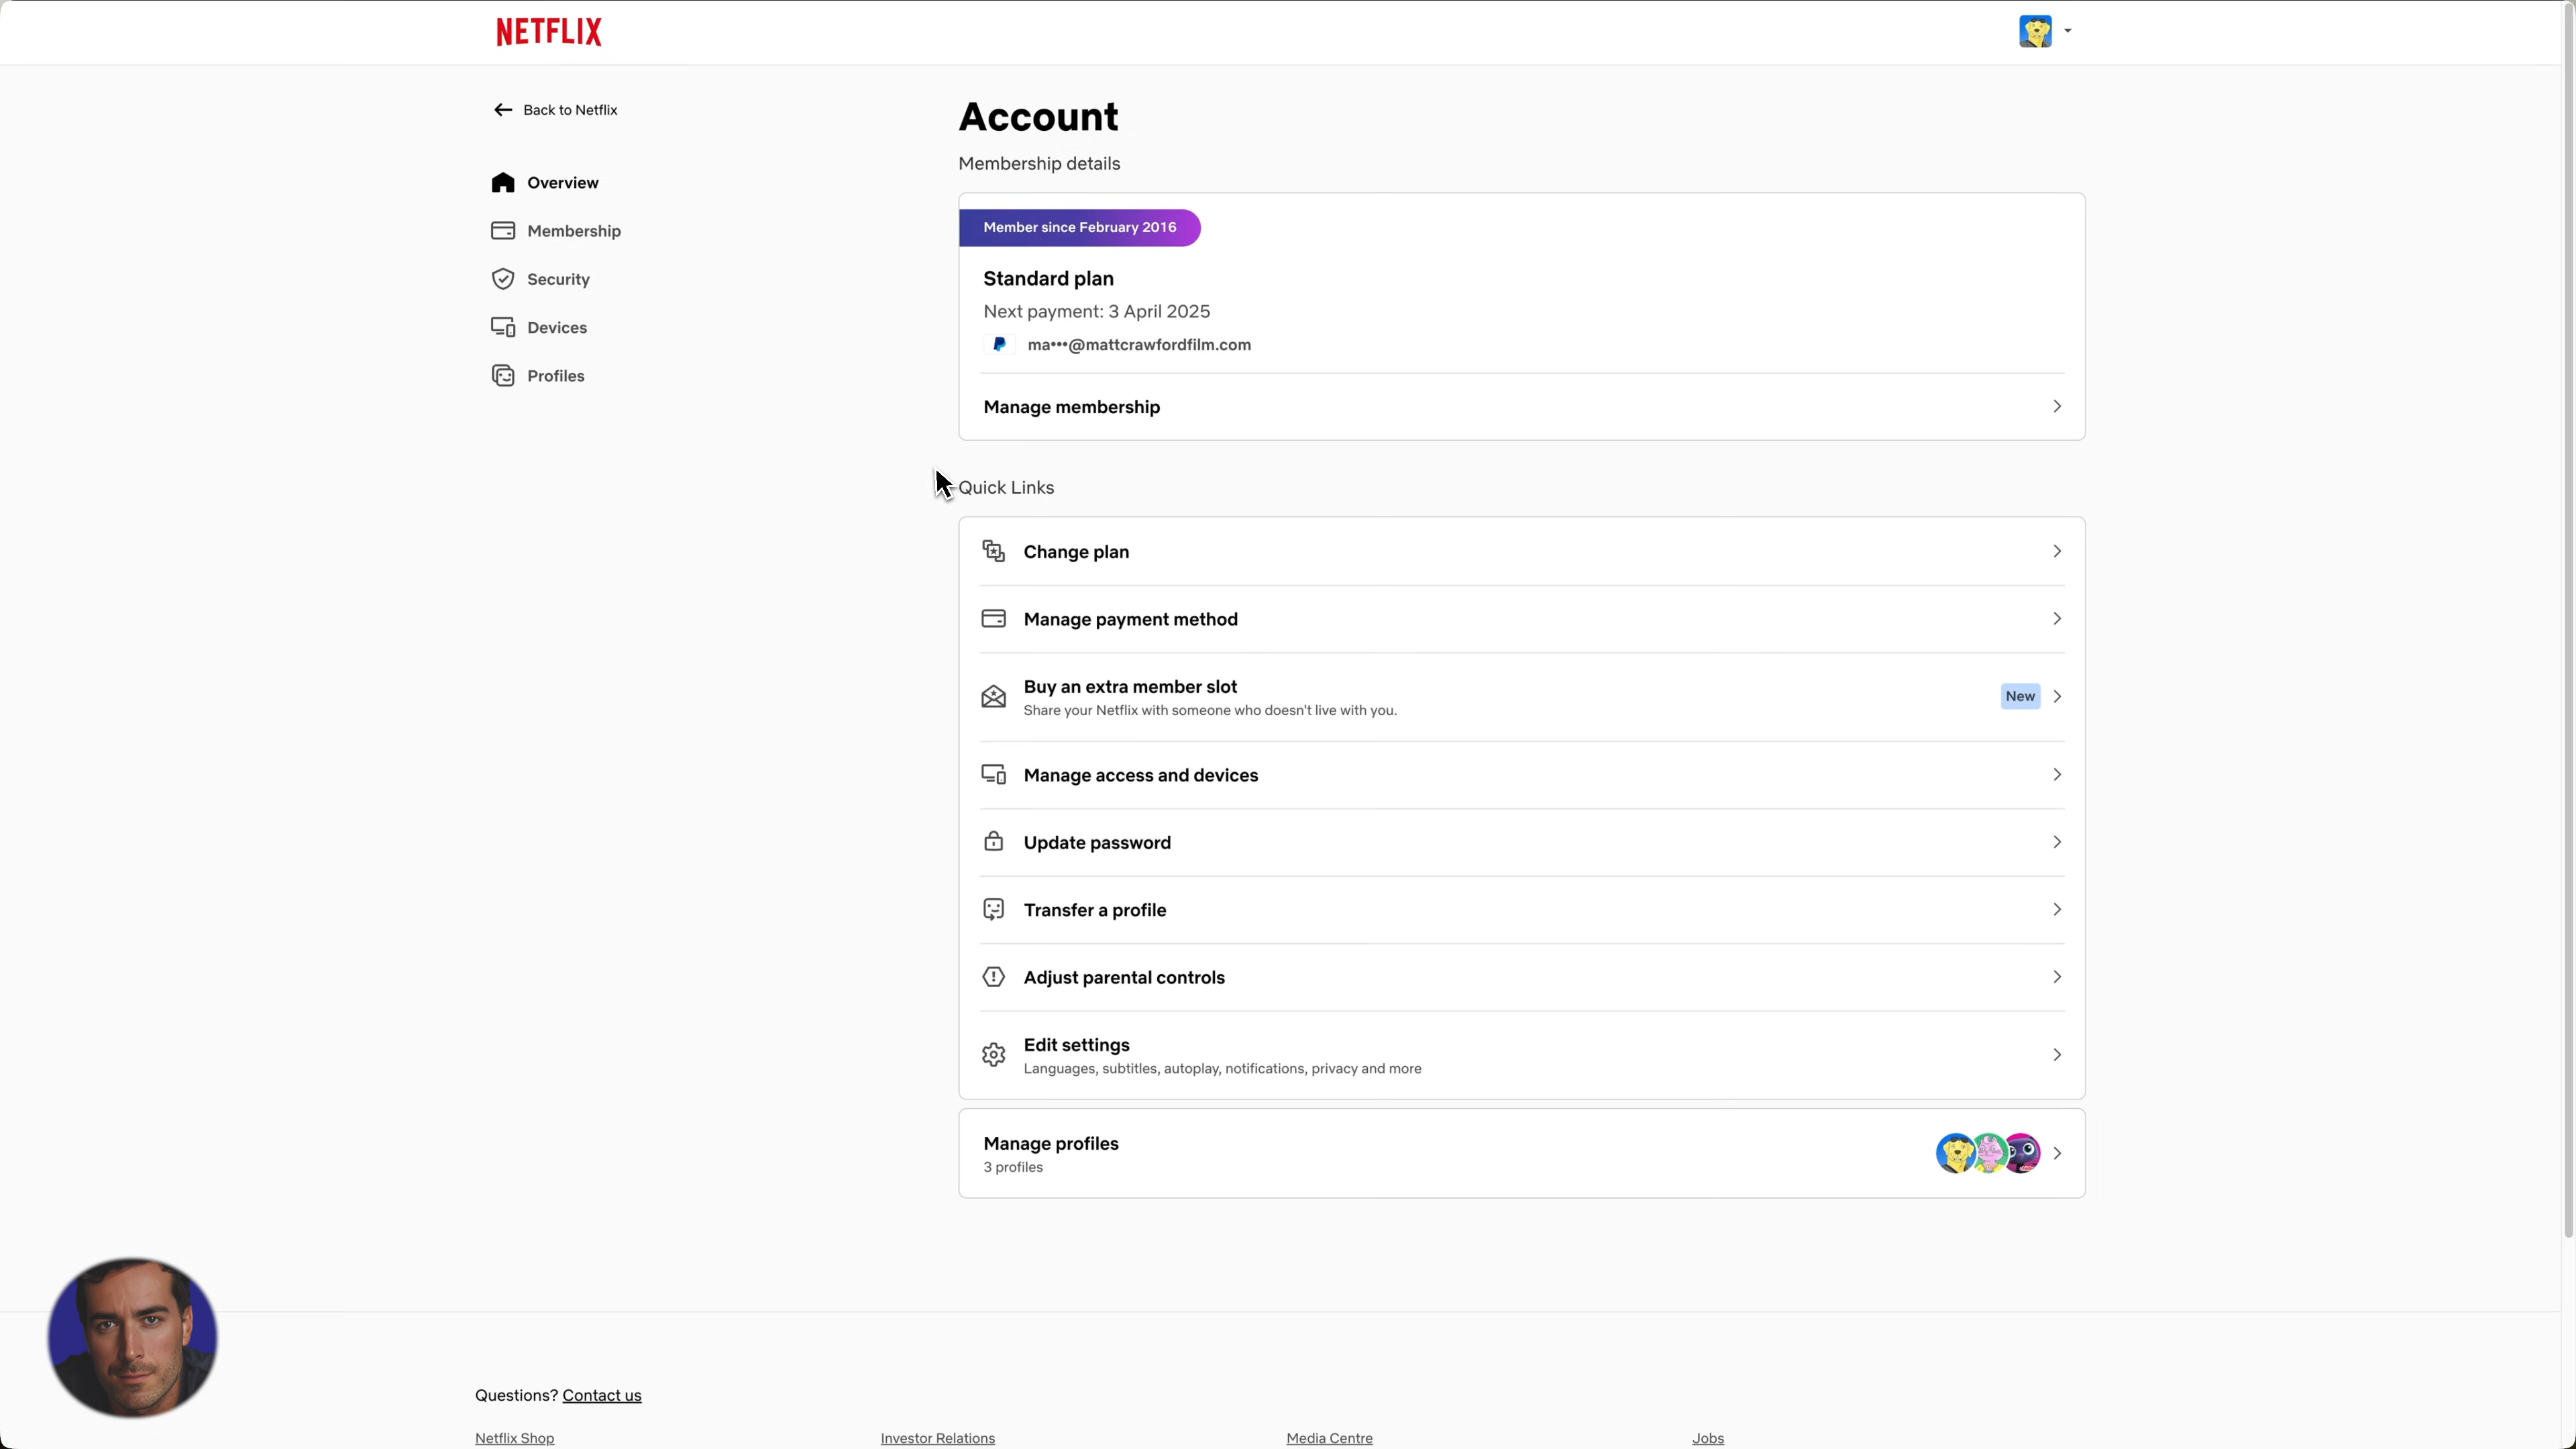 NETFLIX
Back to Netflix
Overview
Membership
Security
Devices
Profiles
Account
Membership details
Member since February 2016
Standard plan
Next payment: 3 April 2025
ma•••@mattcrawfordfilm.com
Manage membership
Quick Links
Change plan
Manage payment method
Buy an extra member slot
Share your Netflix with someone who doesn't live with you.
New
Manage access and devices
Update password
Transfer a profile
Adjust parental controls
Edit settings
Languages, subtitles, autoplay, notifications, privacy and more
Manage profiles
3 profiles
Questions? Contact us
Netflix Shop
Investor Relations
Media Centre
Jobs